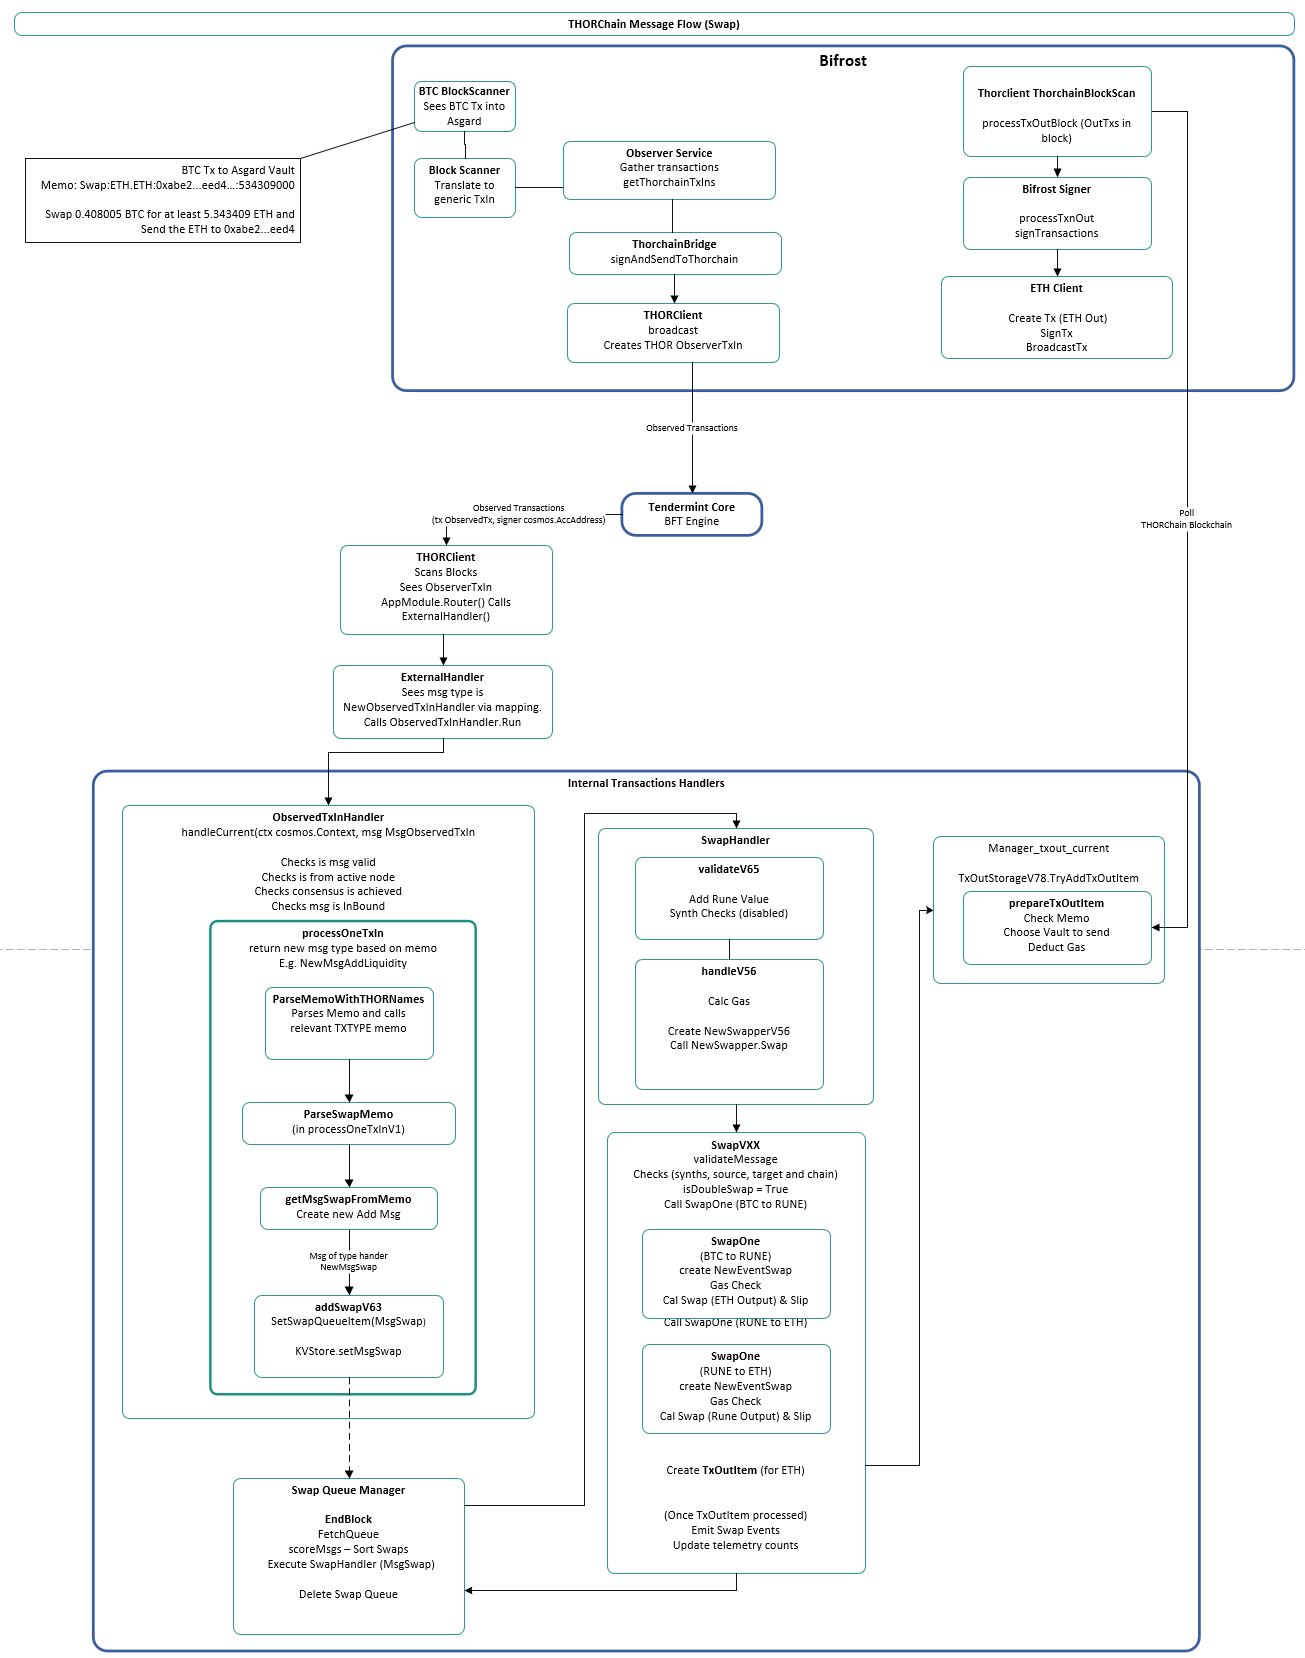 THORChain Message Flow (Swap)
Bifrost
BTC BlockScanner
Sees BTC Tx into
Asgard
BTC Tx to Asgard Vault
Memo: Swap:ETH.ETH:0xabe2...eed4...:534309000
Swap 0.408005 BTC for at least 5.343409 ETH and
Send the ETH to 0xabe2...eed4
Block Scanner
Translate to
generic TxIn
Observer Service
Gather transactions
getThorchainTxIns
ThorchainBridge
signAndSendToThorchain
THORClient
broadcast
Creates THOR ObserverTxIn
Thorclient ThorchainBlockScan
processTxOutBlock (OutTxs in
block)
Bifrost Signer
processTxnOut
signTransactions
ETH Client
Create Tx (ETH Out)
SignTx
BroadcastTx
Observed Transactions
Tendermint Core
BFT Engine
Observed Transactions
(tx ObservedTx, signer cosmos.AccAddress)
Poll
THORChain Blockchain
THORClient
Scans Blocks
Sees ObserverTxIn
AppModule.Router() Calls
ExternalHandler()
ExternalHandler
Sees msg type is
NewObservedTxInHandler via mapping.
Calls ObservedTxInHandler.Run
Internal Transactions Handlers
ObservedTxInHandler
handleCurrent(ctx cosmos.Context, msg MsgObservedTxIn
Checks is msg valid
Checks is from active node
Checks consensus is achieved
Checks msg is InBound
processOneTxIn
return new msg type based on memo
E.g. NewMsgAddLiquidity
ParseMemoWithTHORNames
Parses Memo and calls
relevant TXTYPE memo
ParseSwapMemo
(in processOneTxInV1)
getMsgSwapFromMemo
Create new Add Msg
Msg of type hander
NewMsgSwap
addSwapV63
SetSwapQueueItem(MsgSwap)
KVStore.setMsgSwap
Swap Queue Manager
EndBlock
FetchQueue
scoreMsgs – Sort Swaps
Execute SwapHandler (MsgSwap)
Delete Swap Queue
SwapHandler
validateV65
Add Rune Value
Synth Checks (disabled)
handleV56
Calc Gas
Create NewSwapperV56
Call NewSwapper.Swap
SwapVXX
validateMessage
Checks (synths, source, target and chain)
isDoubleSwap = True
Call SwapOne (BTC to RUNE)
SwapOne
(BTC to RUNE)
create NewEventSwap
Gas Check
Cal Swap (ETH Output) & Slip
Call SwapOne (RUNE to ETH)
SwapOne
(RUNE to ETH)
create NewEventSwap
Gas Check
Cal Swap (Rune Output) & Slip
Create TxOutItem (for ETH)
(Once TxOutItem processed)
Emit Swap Events
Update telemetry counts
Manager_txout_current
TxOutStorageV78.TryAddTxOutItem
prepareTxOutItem
Check Memo
Choose Vault to send
Deduct Gas